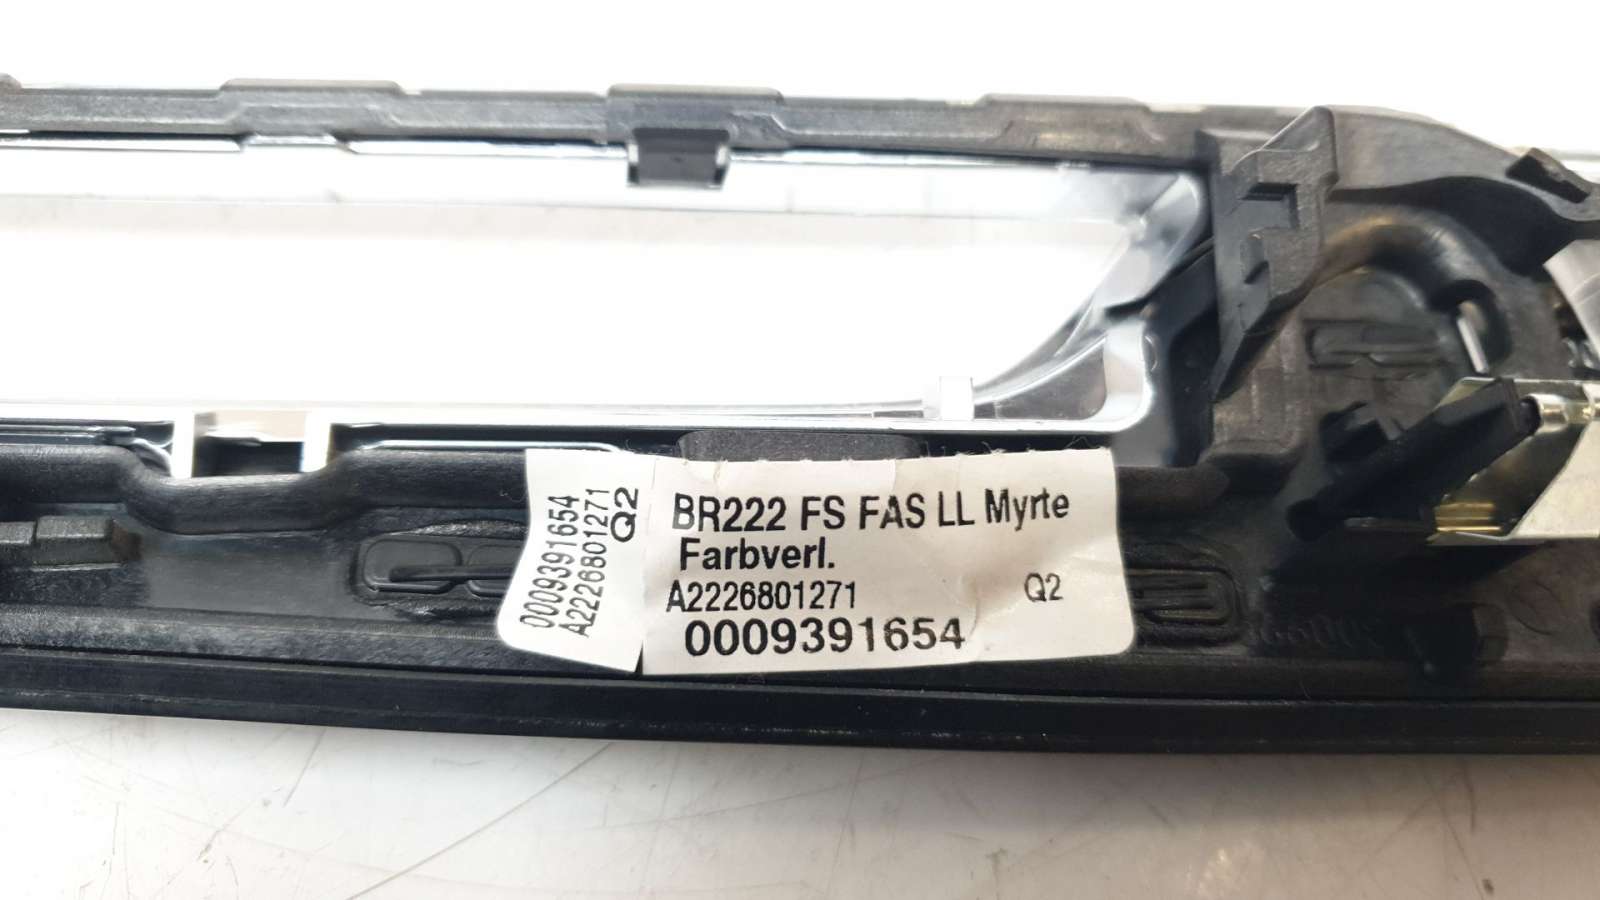 0009391654
A2226801271
Q2
BR222 FS FAS LL Myrte
Farbverl.
A2226801271 Q2
0009391654